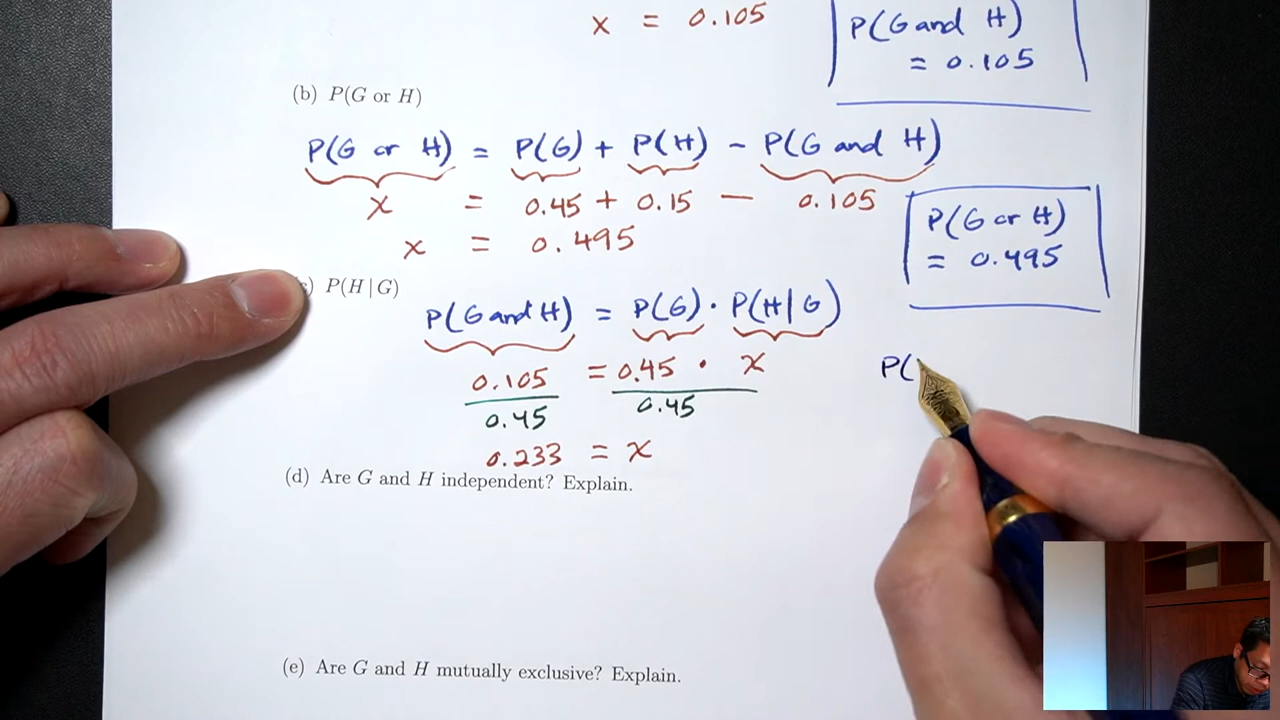 x = 0.105
P(G and H)
= 0.105
(b) P(G or H)
P(G or H) = P(G) + P(H) - P(G and H)
x = 0.45 + 0.15 - 0.105
x = 0.495
P(G or H)
= 0.495
) P(H | G)
P(G and H) = P(G) · P(H | G)
0.105 = 0.45 · x
0.45 0.45
0.233 = x
P(
(d) Are G and H independent? Explain.
(e) Are G and H mutually exclusive? Explain.